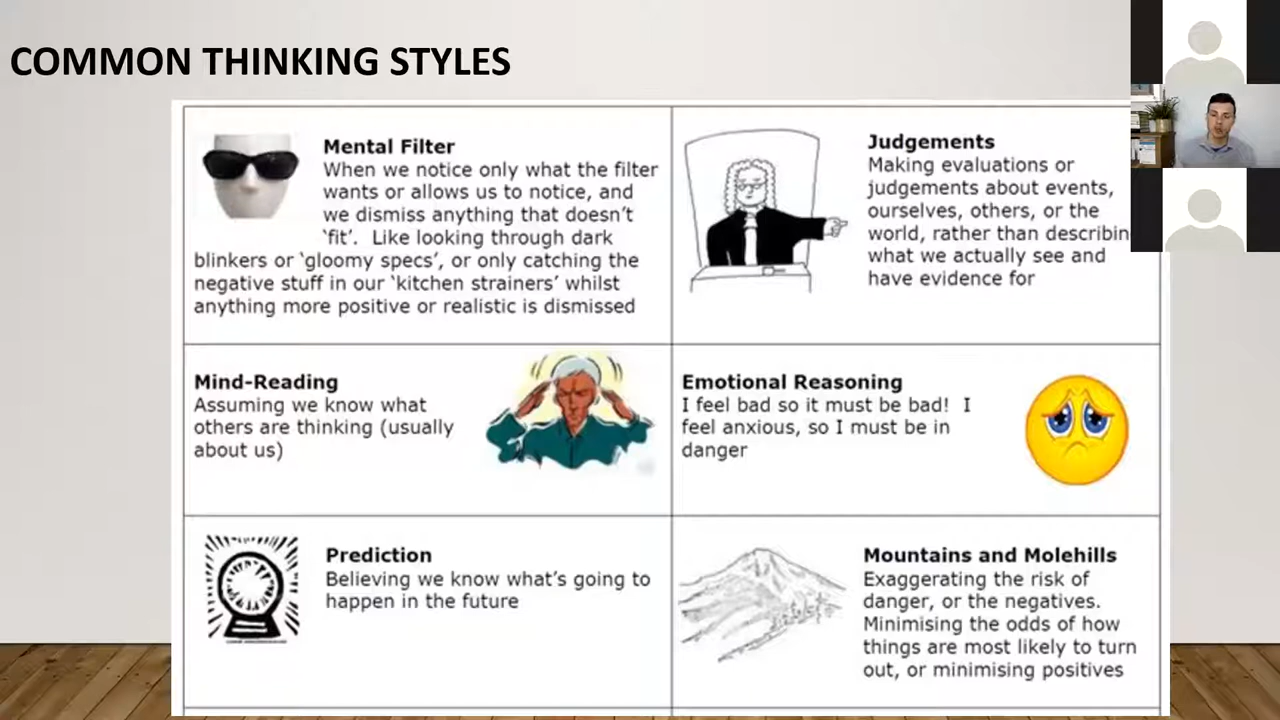 COMMON THINKING STYLES
Mental Filter
When we notice only what the filter
wants or allows us to notice, and
we dismiss anything that doesn't
'fit'. Like looking through dark
blinkers or 'gloomy specs', or only catching the
negative stuff in our 'kitchen strainers' whilst
anything more positive or realistic is dismissed
Judgements
Making evaluations or
judgements about events,
ourselves, others, or the
world, rather than describin
what we actually see and
have evidence for
Mind-Reading
Assuming we know what
others are thinking (usually
about us)
Emotional Reasoning
I feel bad so it must be bad! I
feel anxious, so I must be in
danger
Prediction
Believing we know what's going to
happen in the future
Mountains and Molehills
Exaggerating the risk of
danger, or the negatives.
Minimising the odds of how
things are most likely to turn
out, or minimising positives